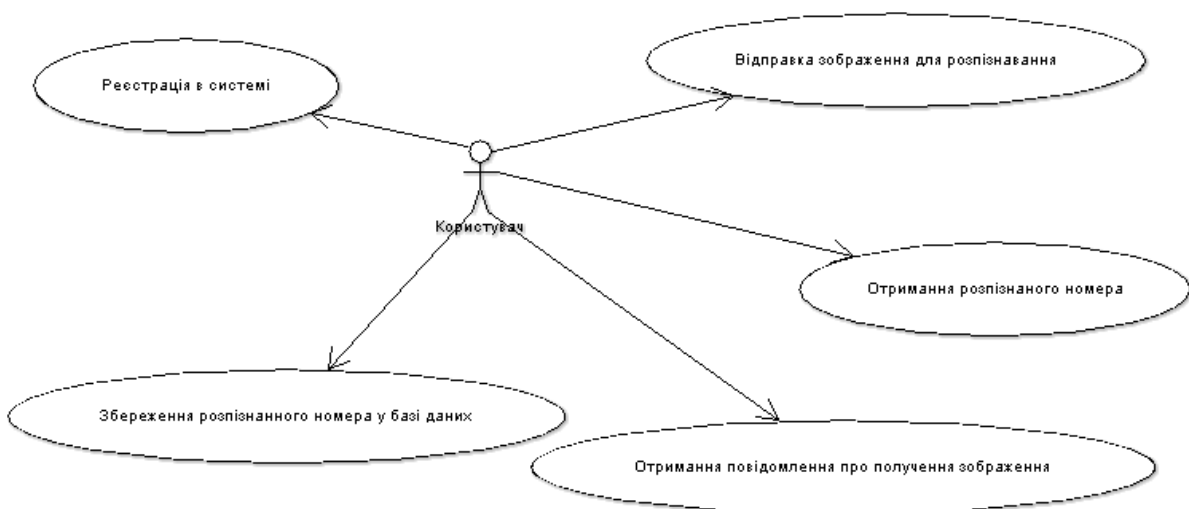 Відправка зображення для розпізнавання
Реєстрація в системі
Користувач
Отримання розпізнаного номера
Збереження розпізнанного номера у базі даних
Отримання повідомлення про получення зображення